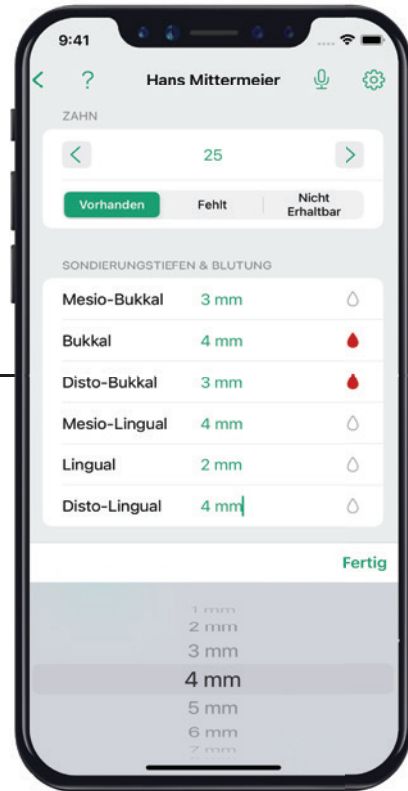 9:41
Hans Mittermeier
ZAHN
25
Vorhanden Fehlt Nicht Erhaltbar
SONDIERUNGSTIEFEN & BLUTUNG
Mesio-Bukkal 3 mm
Bukkal 4 mm
Disto-Bukkal 3 mm
Mesio-Lingual 4 mm
Lingual 2 mm
Disto-Lingual 4 mm
Fertig
1 mm
2 mm
3 mm
4 mm
5 mm
6 mm
7 mm